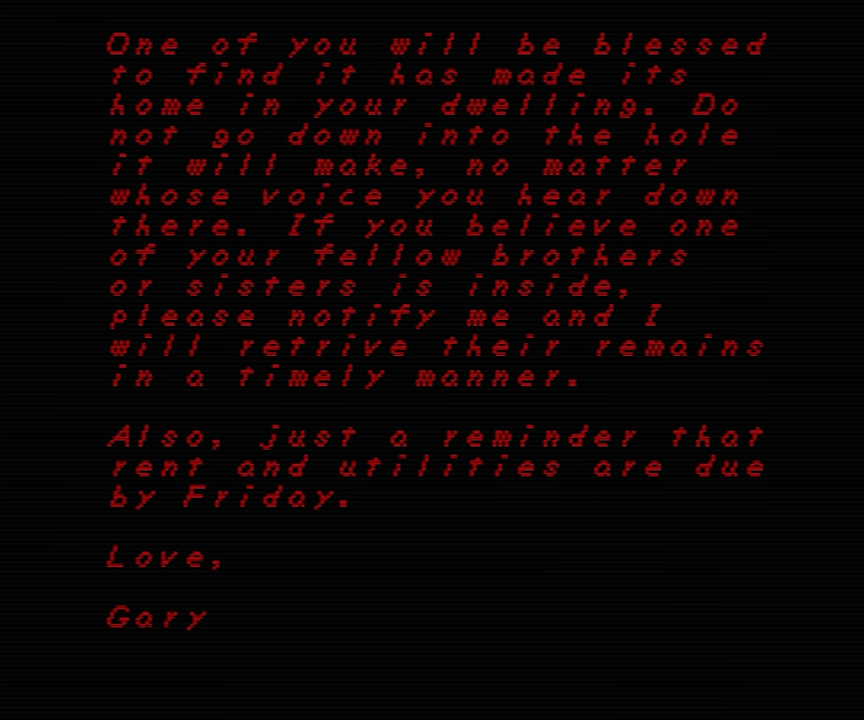 One of you will be blessed
to find it has made its
home in your dwelling. Do
not go down into the hole
it will make, no matter
whose voice you hear down
there. If you believe one
of your fellow brothers
or sisters is inside,
please notify me and I
will retrive their remains
in a timely manner.
Also, just a reminder that
rent and utilities are due
by Friday.
Love,
Gary